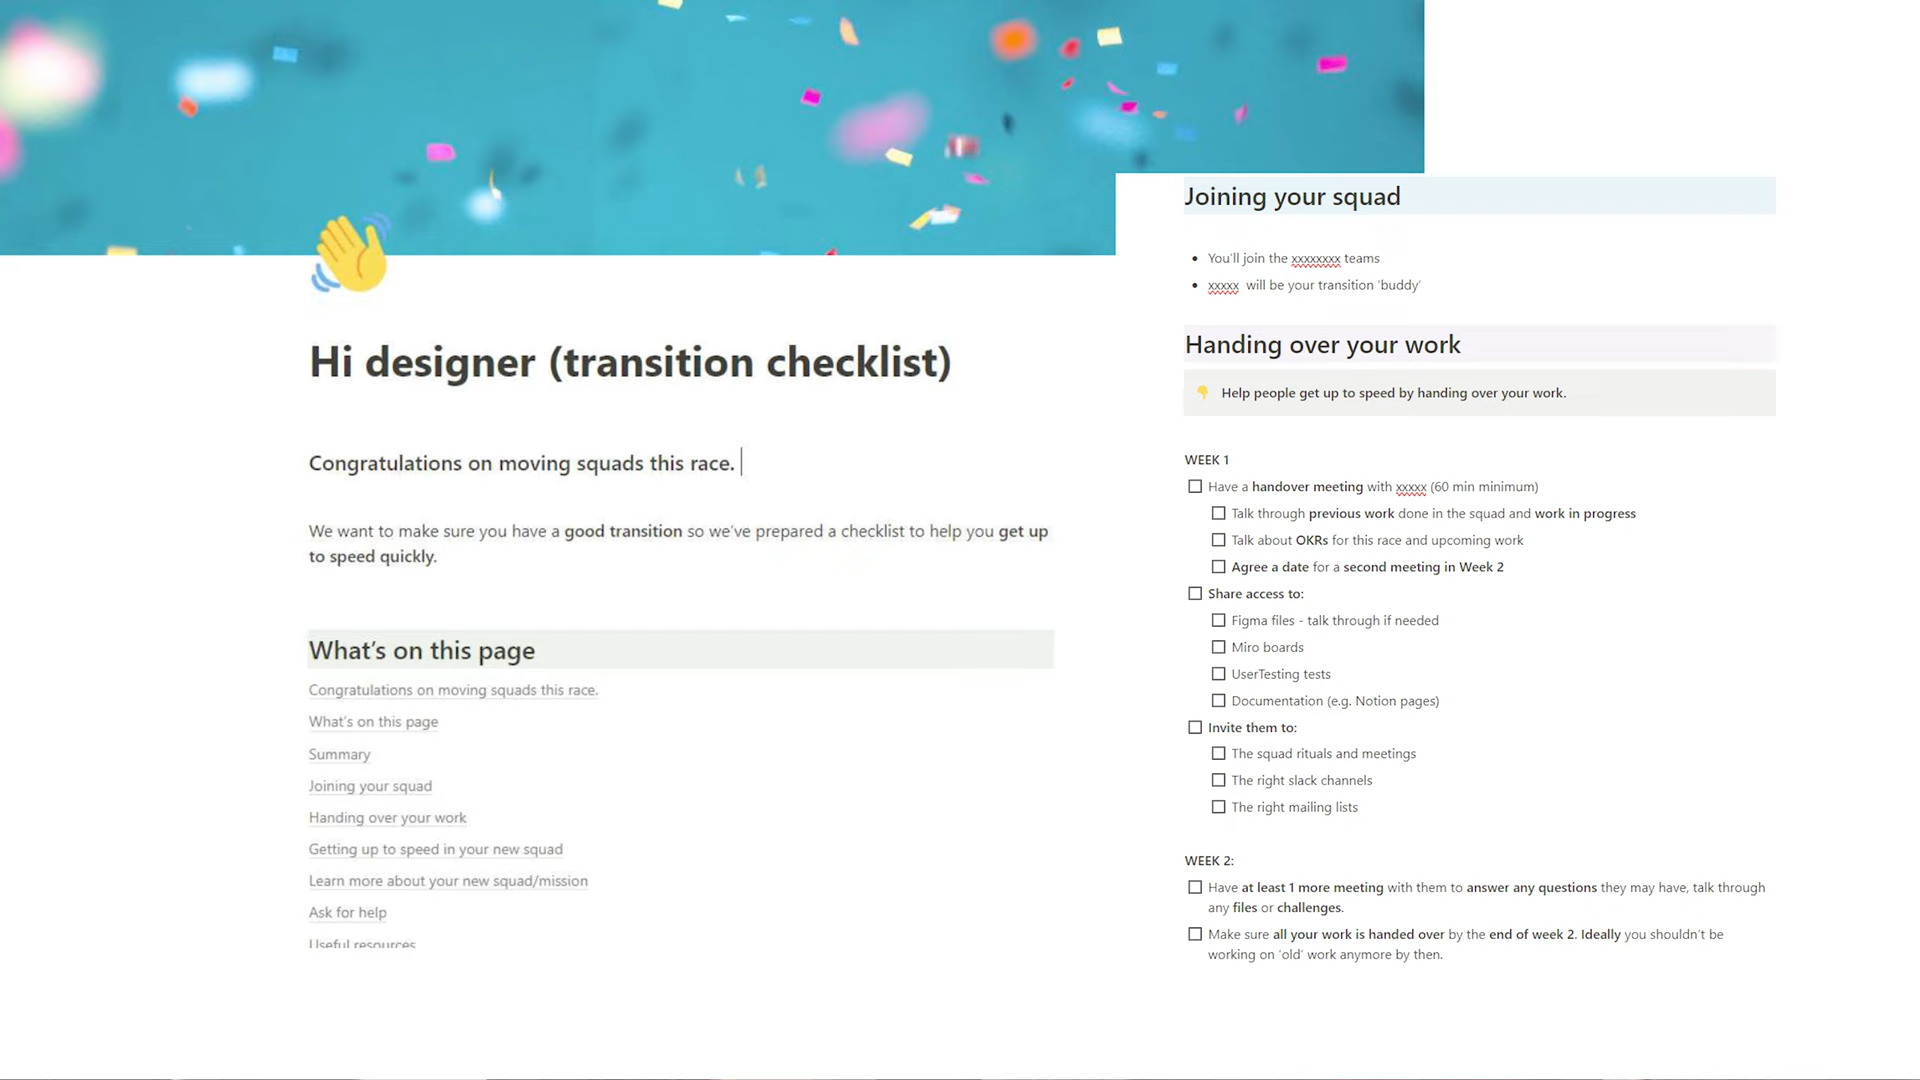 Hi designer (transition checklist)
Congratulations on moving squads this race.
We want to make sure you have a good transition so we've prepared a checklist to help you get up
to speed quickly.
What's on this page
Congratulations on moving squads this race.
What's on this page
Summary
Joining your squad
Handing over your work
Getting up to speed in your new squad
Learn more about your new squad/mission
Ask for help
Useful resources
Joining your squad
You'll join the xxxxxxxx teams
xxxxx will be your transition 'buddy'
Handing over your work
Help people get up to speed by handing over your work.
WEEK 1
Have a handover meeting with xxxxx (60 min minimum)
Talk through previous work done in the squad and work in progress
Talk about OKRs for this race and upcoming work
Agree a date for a second meeting in Week 2
Share access to:
Figma files - talk through if needed
Miro boards
UserTesting tests
Documentation (e.g. Notion pages)
Invite them to:
The squad rituals and meetings
The right slack channels
The right mailing lists
WEEK 2:
Have at least 1 more meeting with them to answer any questions they may have, talk through
any files or challenges.
Make sure all your work is handed over by the end of week 2. Ideally you shouldn't be
working on 'old' work anymore by then.